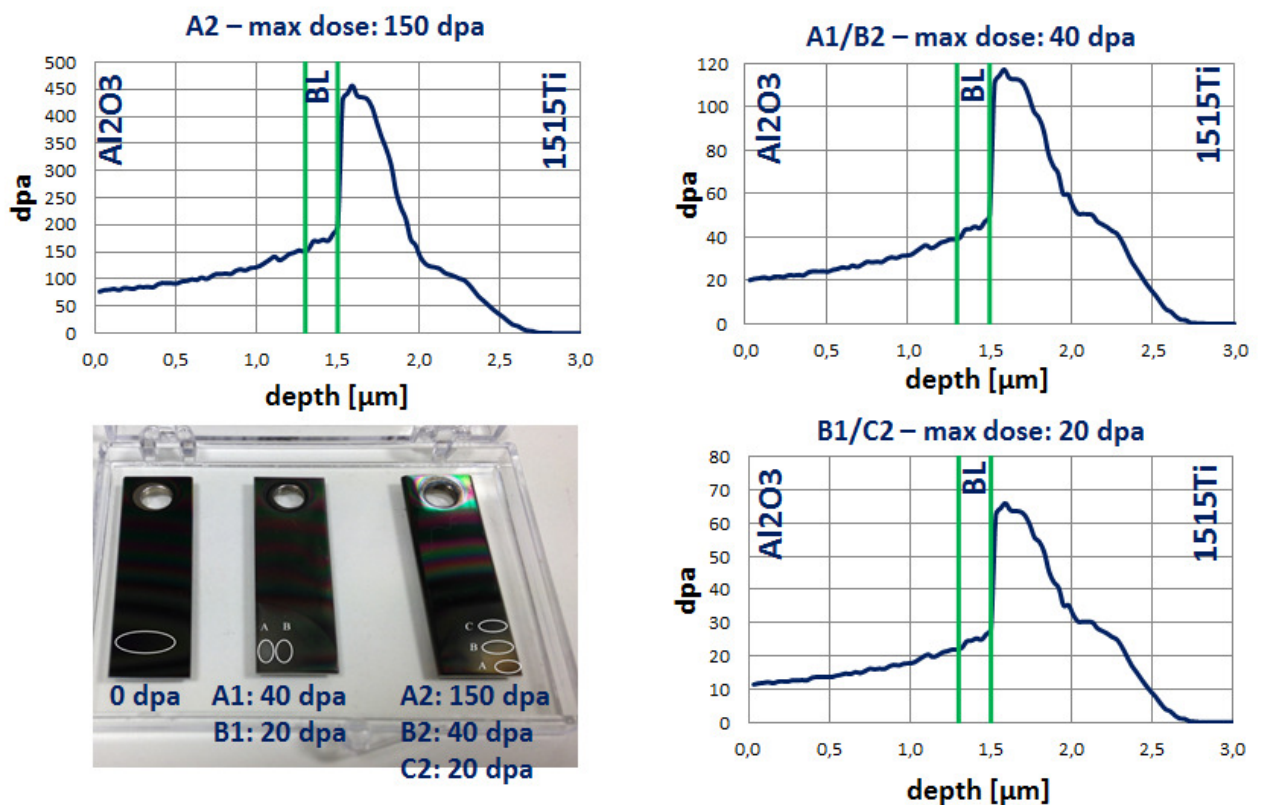 A2 – max dose: 150 dpa
500
450
400
350
300
250
200
150
100
50
0
dpa
Al2O3
BL
1515Ti
0,0 0,5 1,0 1,5 2,0 2,5 3,0
depth [µm]
A1/B2 – max dose: 40 dpa
120
100
80
60
40
20
0
dpa
Al2O3
BL
1515Ti
0,0 0,5 1,0 1,5 2,0 2,5 3,0
depth [µm]
A B
C
B
A
0 dpa
A1: 40 dpa
B1: 20 dpa
A2: 150 dpa
B2: 40 dpa
C2: 20 dpa
B1/C2 – max dose: 20 dpa
80
70
60
50
40
30
20
10
0
dpa
Al2O3
BL
1515Ti
0,0 0,5 1,0 1,5 2,0 2,5 3,0
depth [µm]